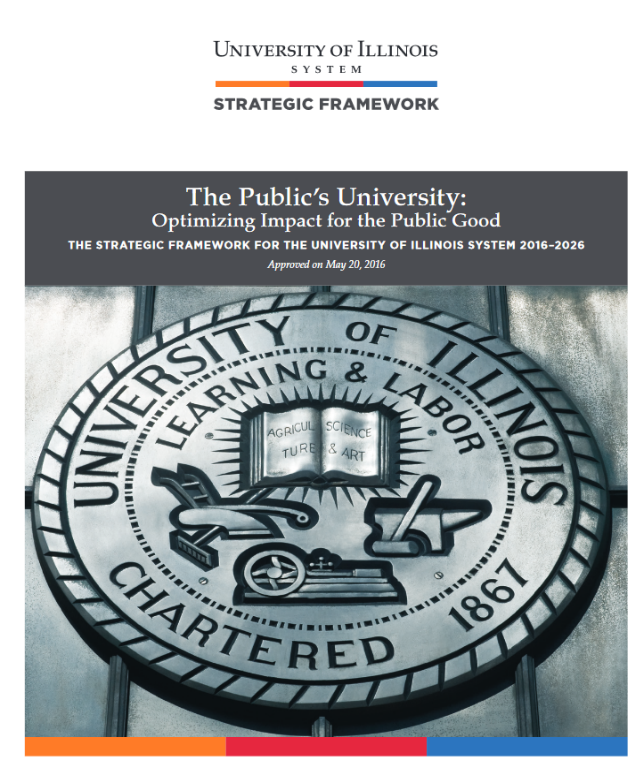 UNIVERSITY OF ILLINOIS
SYSTEM
STRATEGIC FRAMEWORK
The Public's University:
Optimizing Impact for the Public Good
THE STRATEGIC FRAMEWORK FOR THE UNIVERSITY OF ILLINOIS SYSTEM 2016–2026
Approved on May 20, 2016
UNIVERSITY OF ILLINOIS
LEARNING & LABOR
AGRICUL
TURE
SCIENCE
& ART
CHARTERED 1867